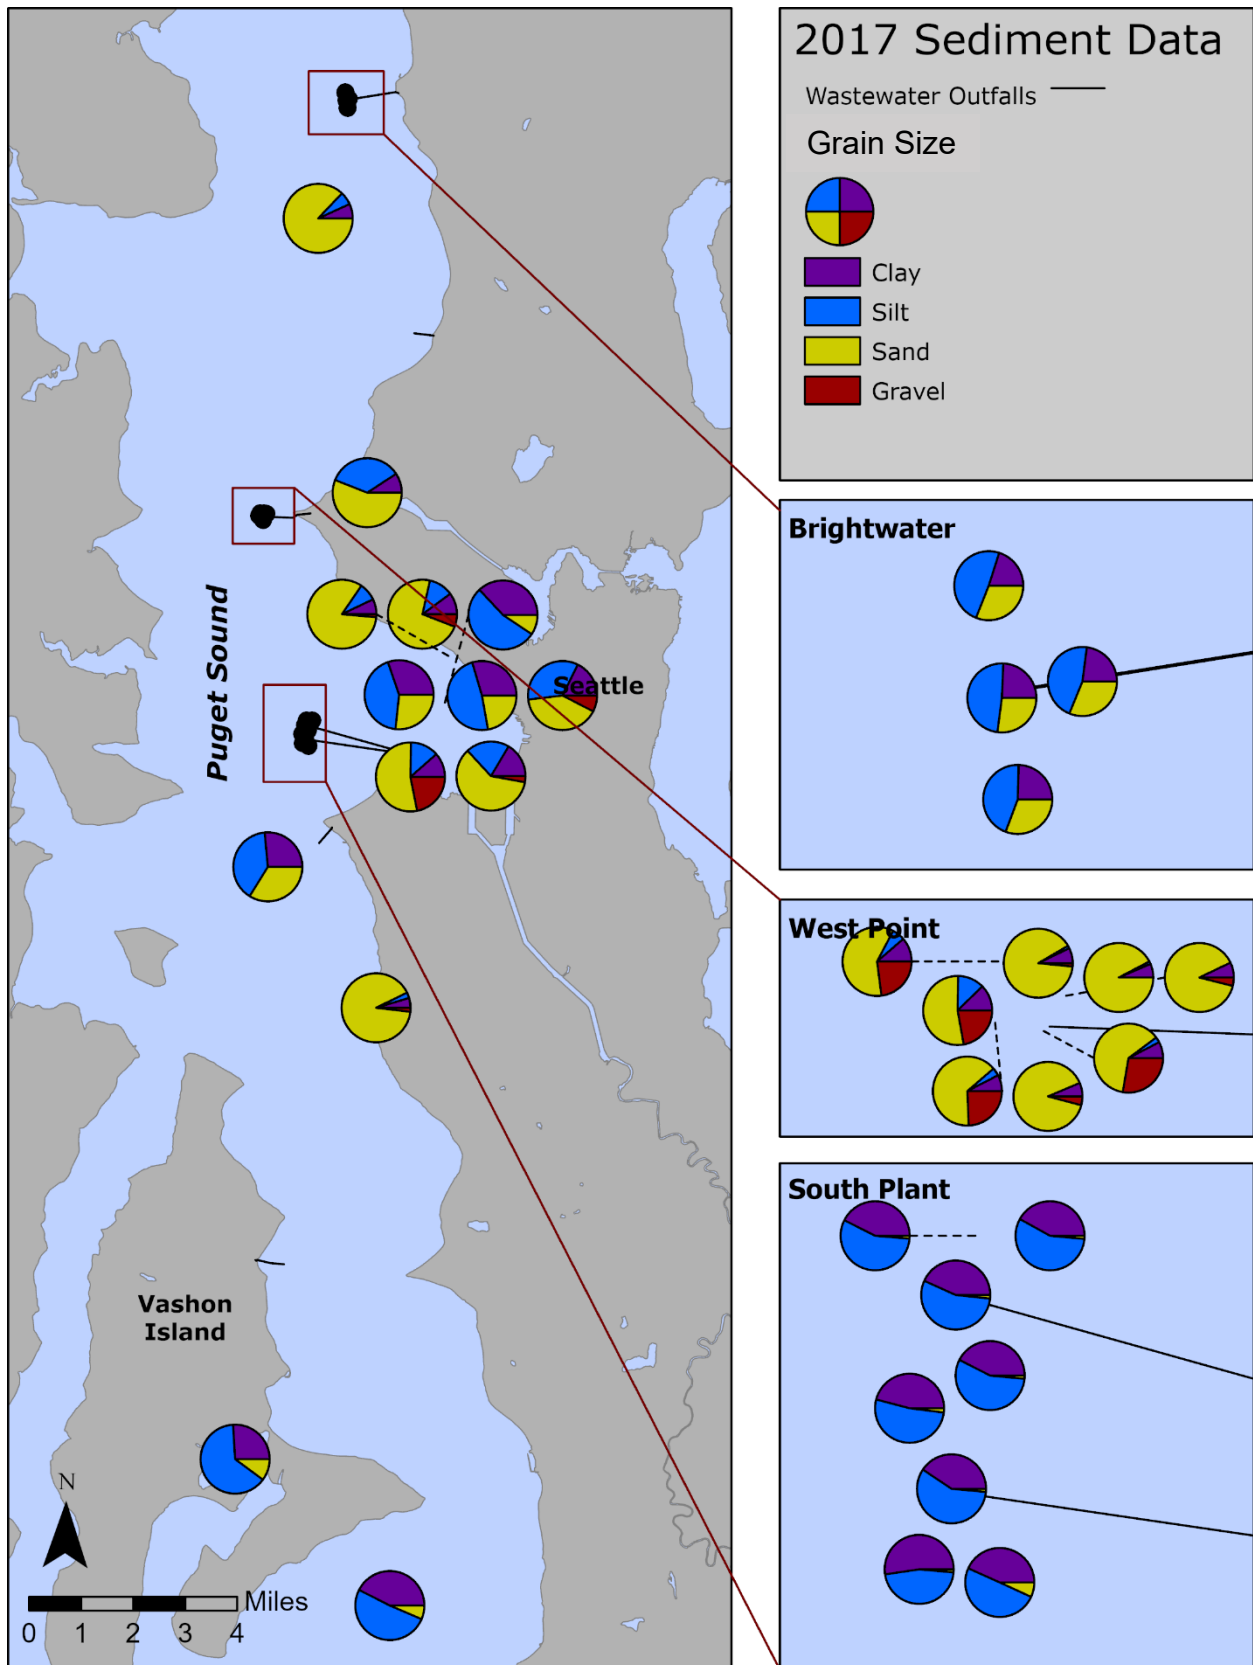 2017 Sediment Data
Wastewater Outfalls
Grain Size
Clay
Silt
Sand
Gravel
Brightwater
Puget Sound
Seattle
West Point
South Plant
Vashon
Island
N
Miles
0 1 2 3 4